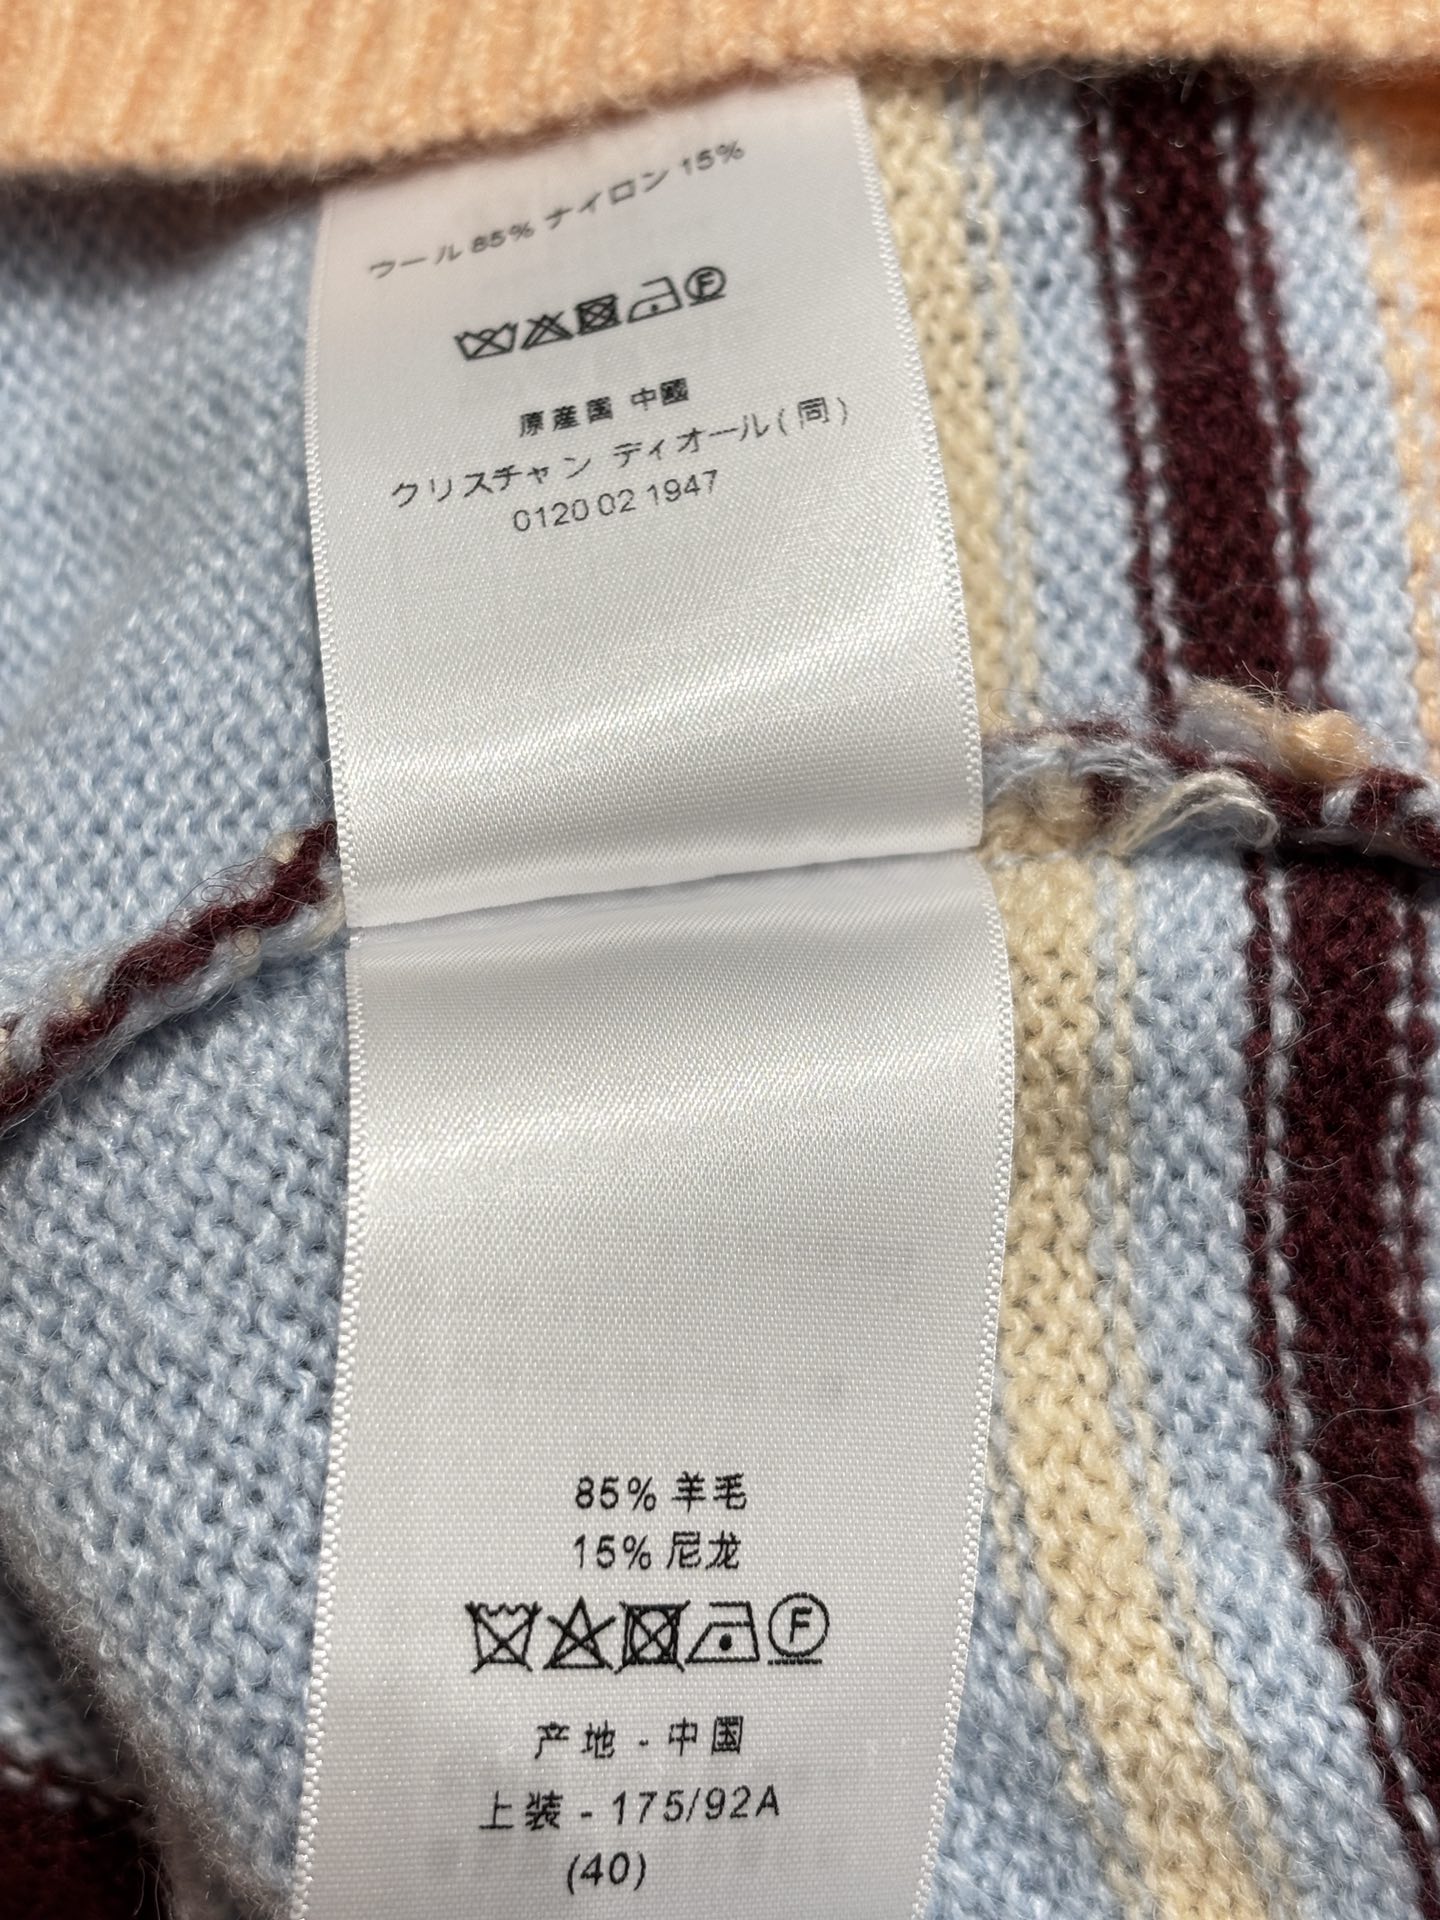 ウール 85% ナイロン 15%
F
原産国 中國
クリスチャン ディオール(同)
0120 02 1947
85% 羊毛
15% 尼龙
F
产地 - 中国
上装 - 175/92A
(40)